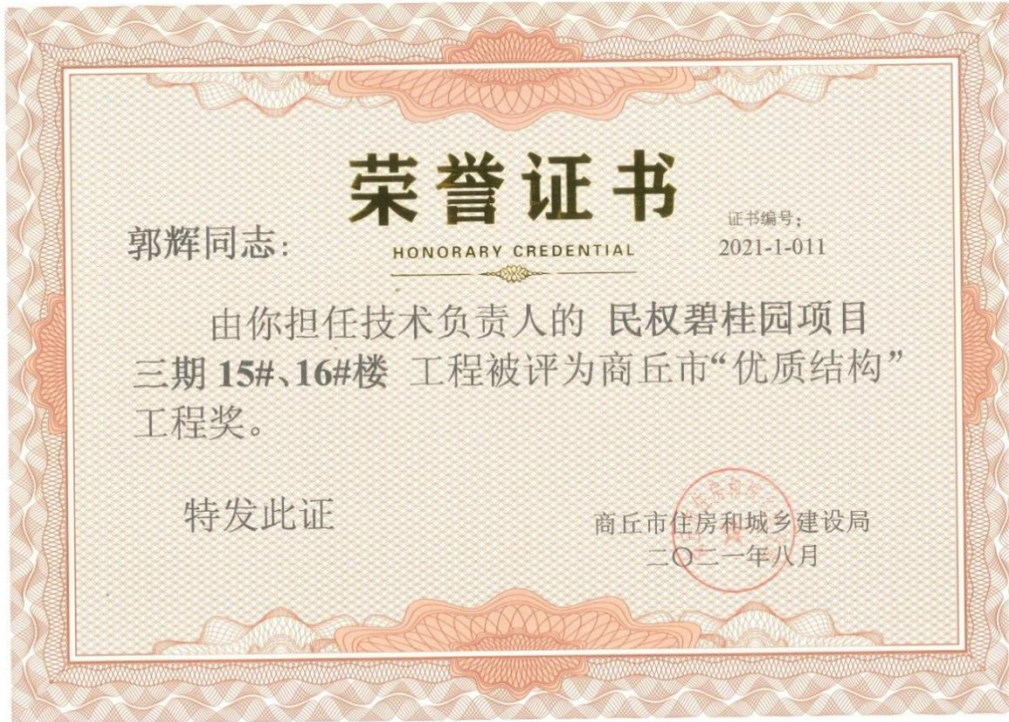 荣誉证书
HONORARY CREDENTIAL
证书编号:
2021-1-011
郭辉同志:
由你担任技术负责人的 民权碧桂园项目
三期 15#、16#楼 工程被评为商丘市“优质结构”
工程奖。
特发此证
商丘市住房和城乡建设局
二〇二一年八月